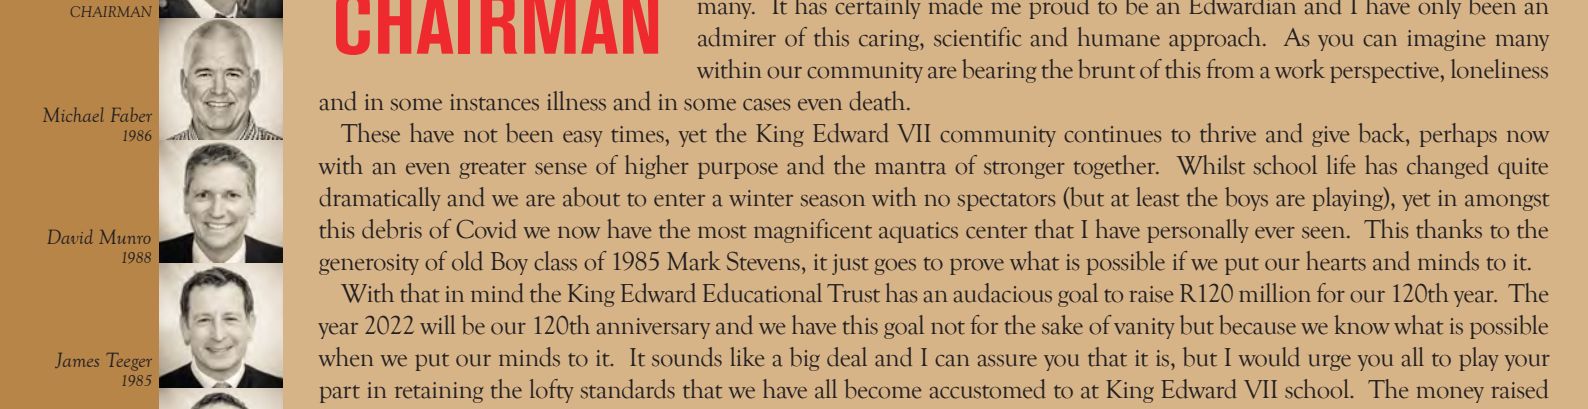 CHAIRMAN
Michael Faber
1986
David Munro
1988
James Teeger
1985
CHAIRMAN
many. It has certainly made me proud to be an Edwardian and I have only been an
admirer of this caring, scientific and humane approach. As you can imagine many
within our community are bearing the brunt of this from a work perspective, loneliness
and in some instances illness and in some cases even death.
These have not been easy times, yet the King Edward VII community continues to thrive and give back, perhaps now
with an even greater sense of higher purpose and the mantra of stronger together. Whilst school life has changed quite
dramatically and we are about to enter a winter season with no spectators (but at least the boys are playing), yet in amongst
this debris of Covid we now have the most magnificent aquatics center that I have personally ever seen. This thanks to the
generosity of old Boy class of 1985 Mark Stevens, it just goes to prove what is possible if we put our hearts and minds to it.
With that in mind the King Edward Educational Trust has an audacious goal to raise R120 million for our 120th year. The
year 2022 will be our 120th anniversary and we have this goal not for the sake of vanity but because we know what is possible
when we put our minds to it. It sounds like a big deal and I can assure you that it is, but I would urge you all to play your
part in retaining the lofty standards that we have all become accustomed to at King Edward VII school. The money raised